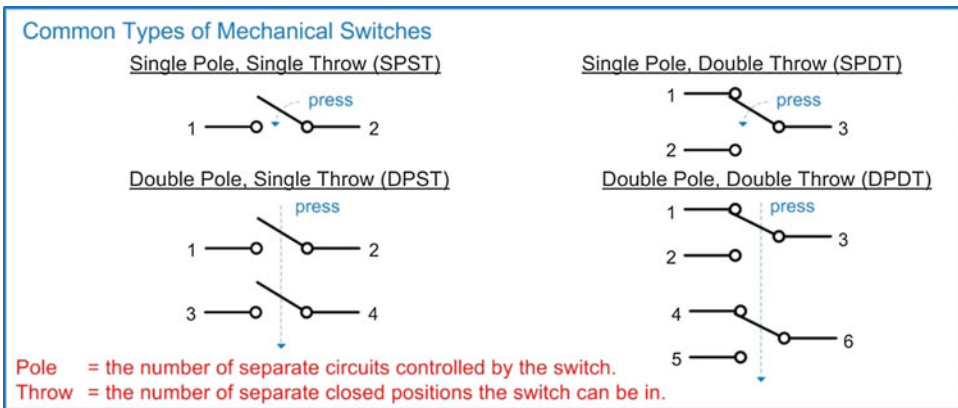 Common Types of Mechanical Switches
Single Pole, Single Throw (SPST)
press
1
2
Single Pole, Double Throw (SPDT)
1
press
3
2
Double Pole, Single Throw (DPST)
press
1
2
3
4
Double Pole, Double Throw (DPDT)
1
press
3
2
4
6
5
Pole = the number of separate circuits controlled by the switch.
Throw = the number of separate closed positions the switch can be in.